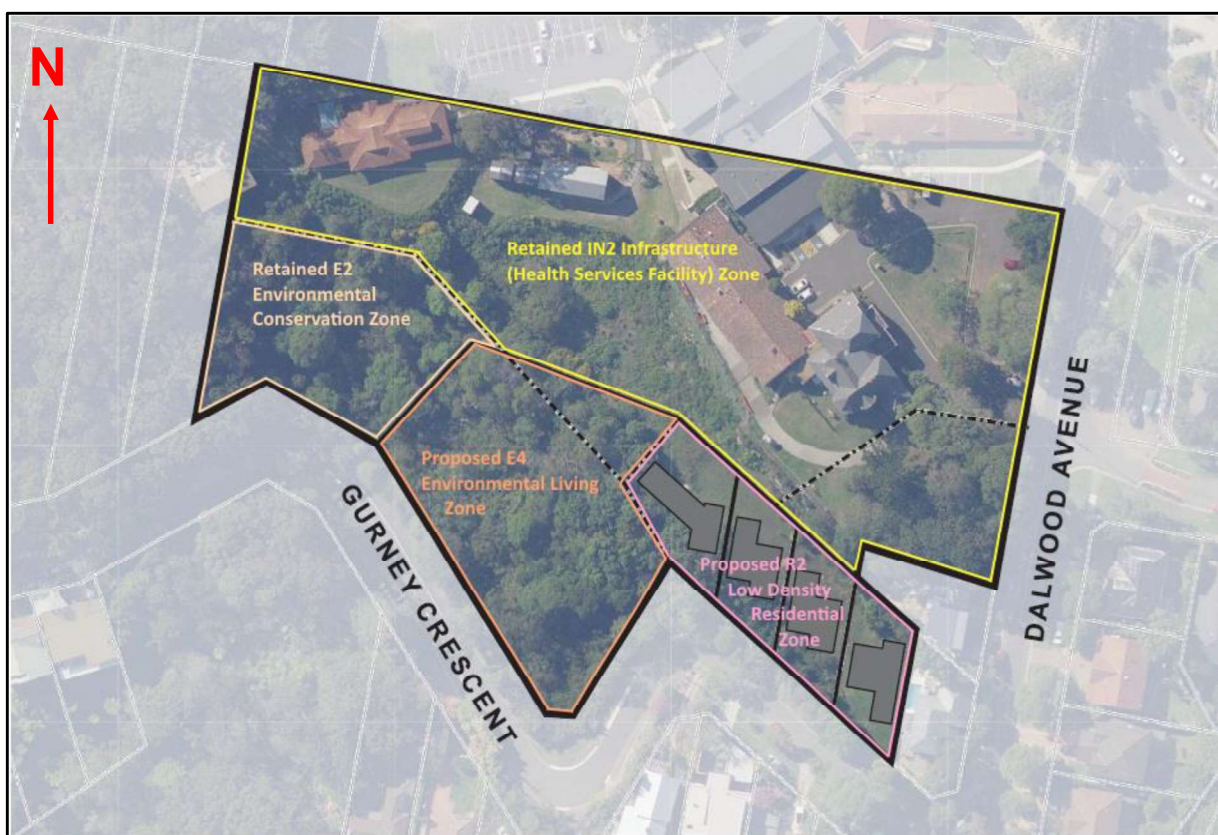 N
Retained IN2 Infrastructure
(Health Services Facility) Zone
Retained E2
Environmental
Conservation Zone
Proposed E4
Environmental Living
Zone
Proposed R2
Low Density
Residential
Zone
GURNEY CRESCENT
DALWOOD AVENUE